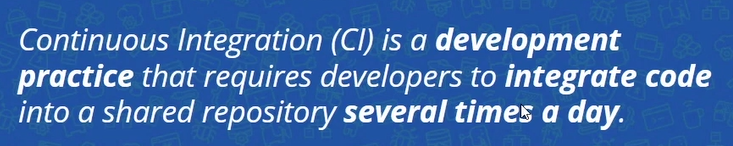 Continuous Integration (CI) is a development
practice that requires developers to integrate code
into a shared repository several times a day.